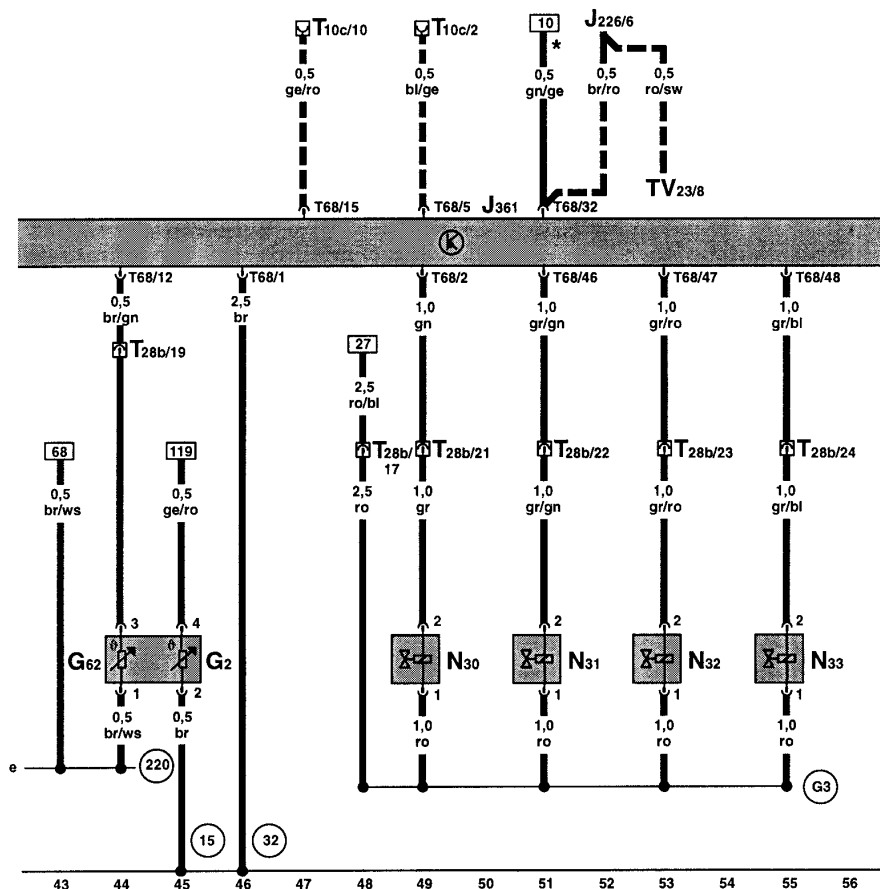 T10c/10 T10c/2 10 J226/6
*
0,5 0,5 0,5 0,5 0,5
ge/ro bl/ge gn/ge br/ro ro/sw
TV23/8
T68/15 T68/5 J361 T68/32
K
T68/12 T68/1 T68/2 T68/46 T68/47 T68/48
0,5 2,5 1,0 1,0 1,0 1,0
br/gn br gn gr/gn gr/ro gr/bl
T28b/19 27
2,5
ro/bl
68 119 T28b/17 T28b/21 T28b/22 T28b/23 T28b/24
0,5 0,5 2,5 1,0 1,0 1,0 1,0
br/ws ge/ro ro gr gr/gn gr/ro gr/bl
3 4 2 2 2 2
G62 ϑ ϑ G2 N30 N31 N32 N33
1 2 1 1 1 1
0,5 0,5 1,0 1,0 1,0 1,0
br/ws br ro ro ro ro
e 220 G3
15 32
43 44 45 46 47 48 49 50 51 52 53 54 55 56